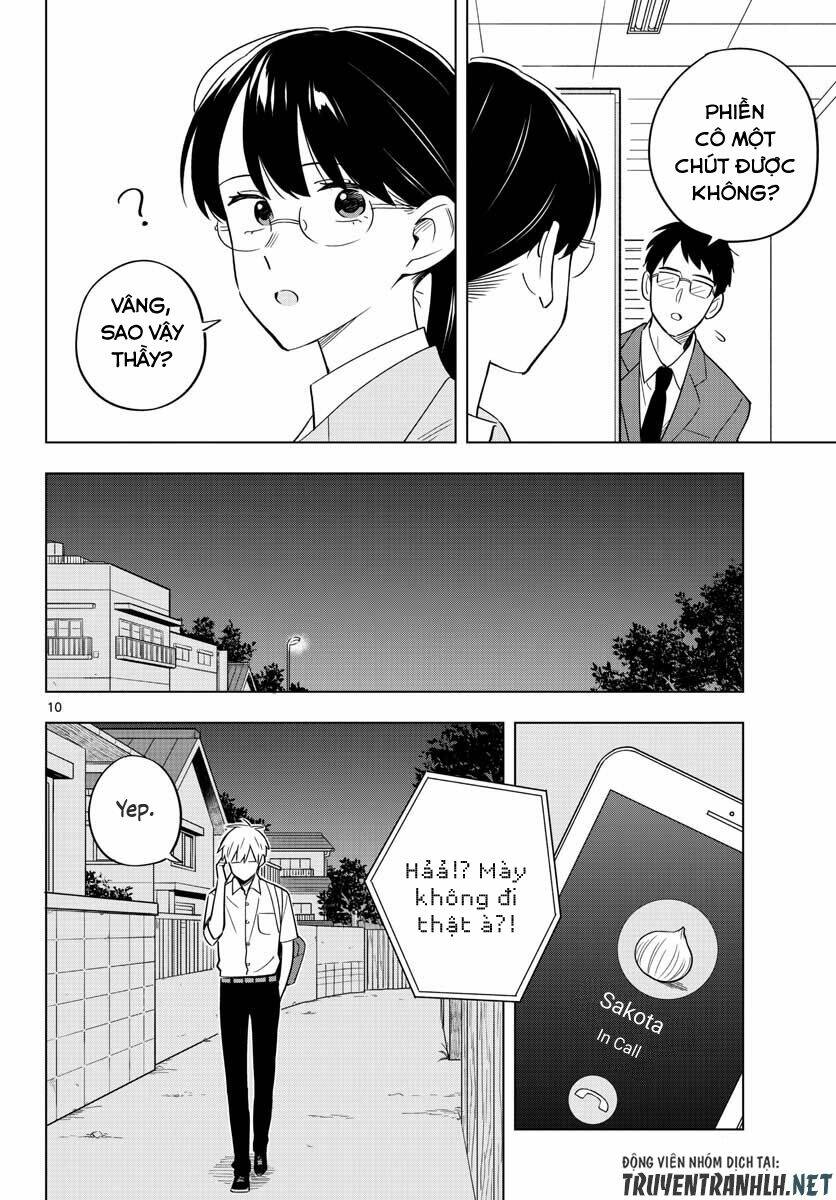 PHIỀN
CÔ MỘT
CHÚT ĐƯỢC
KHÔNG?
?
VÂNG,
SAO VẬY
THẦY?
10
Hảả!? Mày
không đi
thật à?!
Sakota
In Call
Yep.
ĐỘNG VIÊN NHÓM DỊCH TẠI:
TRUYENTRANHLH.NET